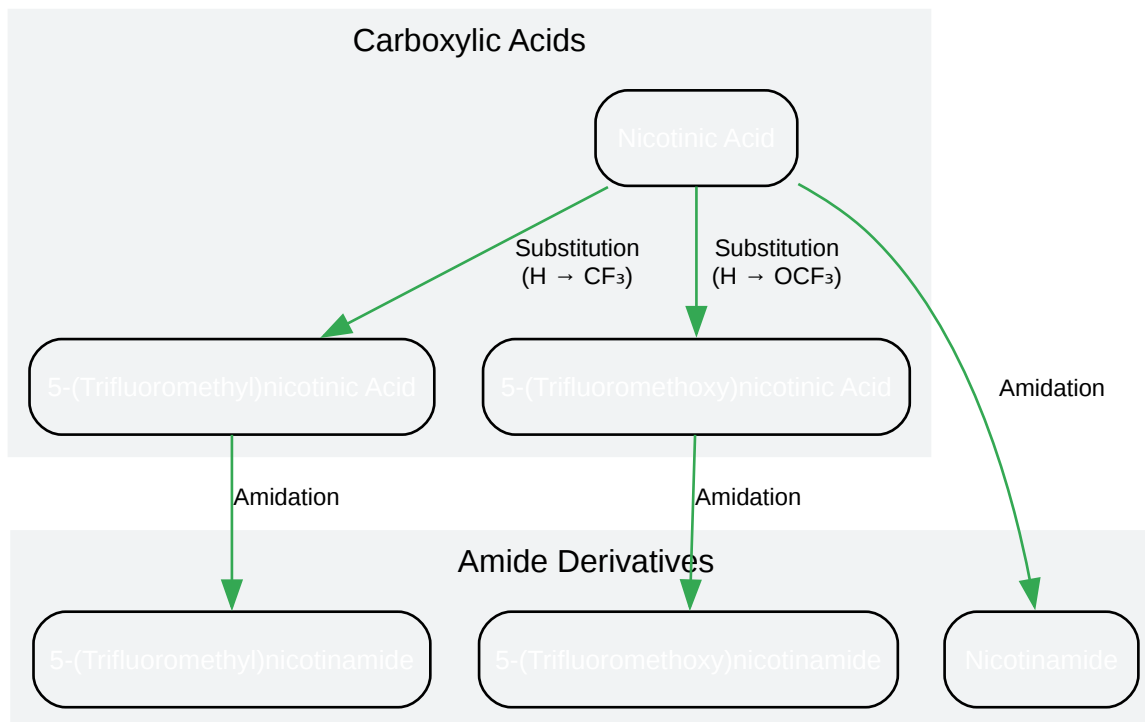 Carboxylic Acids
Nicotinic Acid
Substitution
(H → CF₃)
Substitution
(H → OCF₃)
5-(Trifluoromethyl)nicotinic Acid
5-(Trifluoromethoxy)nicotinic Acid
Amidation
Amidation
Amidation
Amide Derivatives
5-(Trifluoromethyl)nicotinamide
5-(Trifluoromethoxy)nicotinamide
Nicotinamide